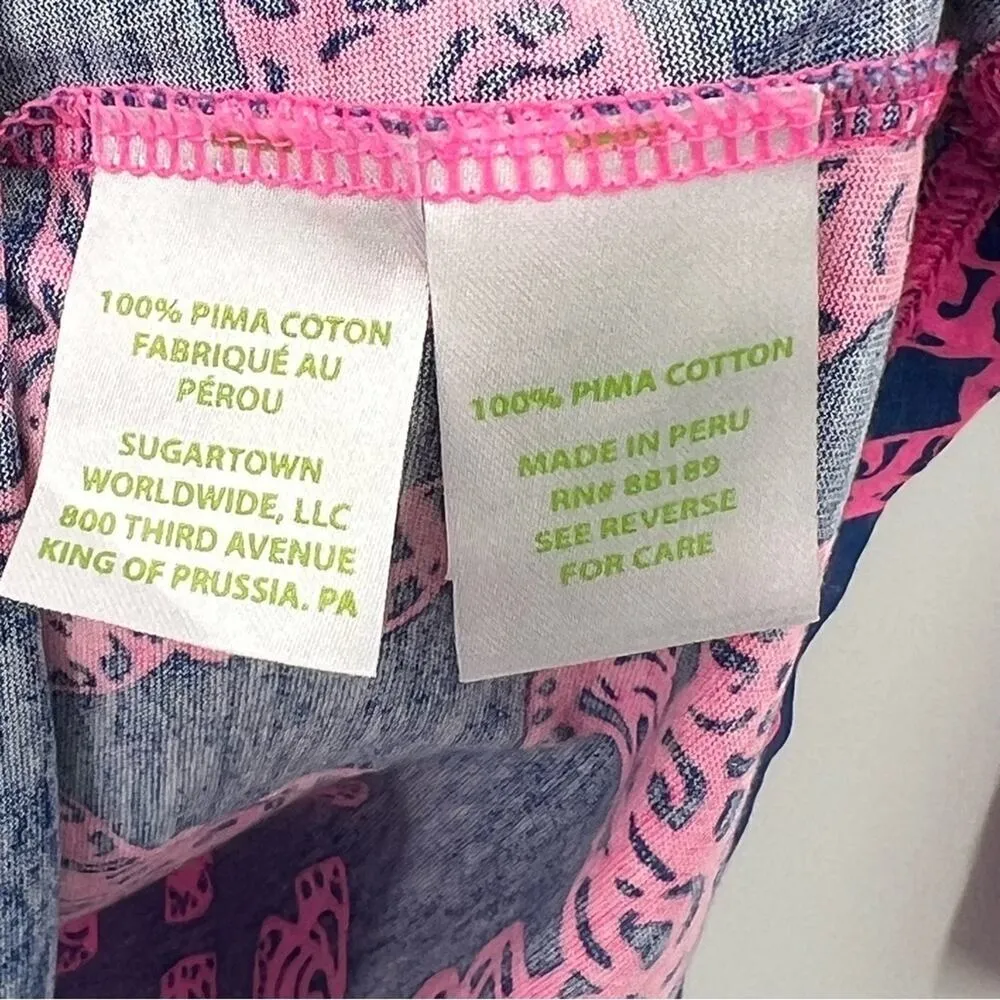 100% PIMA COTON
FABRIQUÉ AU
PÉROU
SUGARTOWN
WORLDWIDE, LLC
800 THIRD AVENUE
KING OF PRUSSIA. PA
100% PIMA COTTON
MADE IN PERU
RN# 88189
SEE REVERSE
FOR CARE